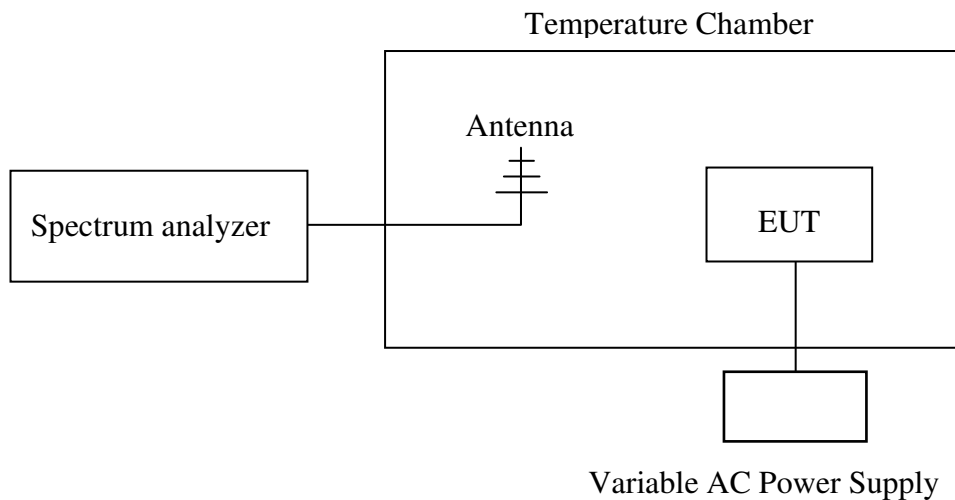 Temperature Chamber
Antenna
Spectrum analyzer
EUT
Variable AC Power Supply